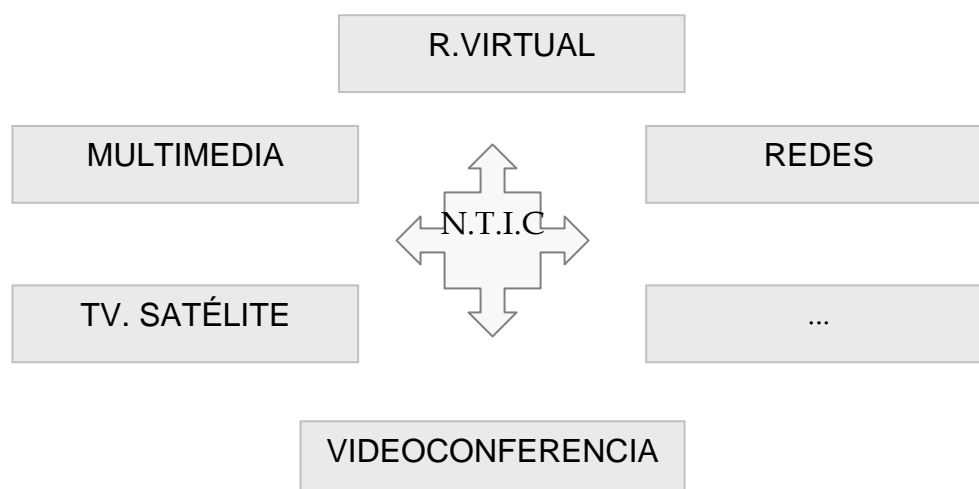 R.VIRTUAL
MULTIMEDIA
REDES
N.T.I.C
TV. SATÉLITE
...
VIDEOCONFERENCIA